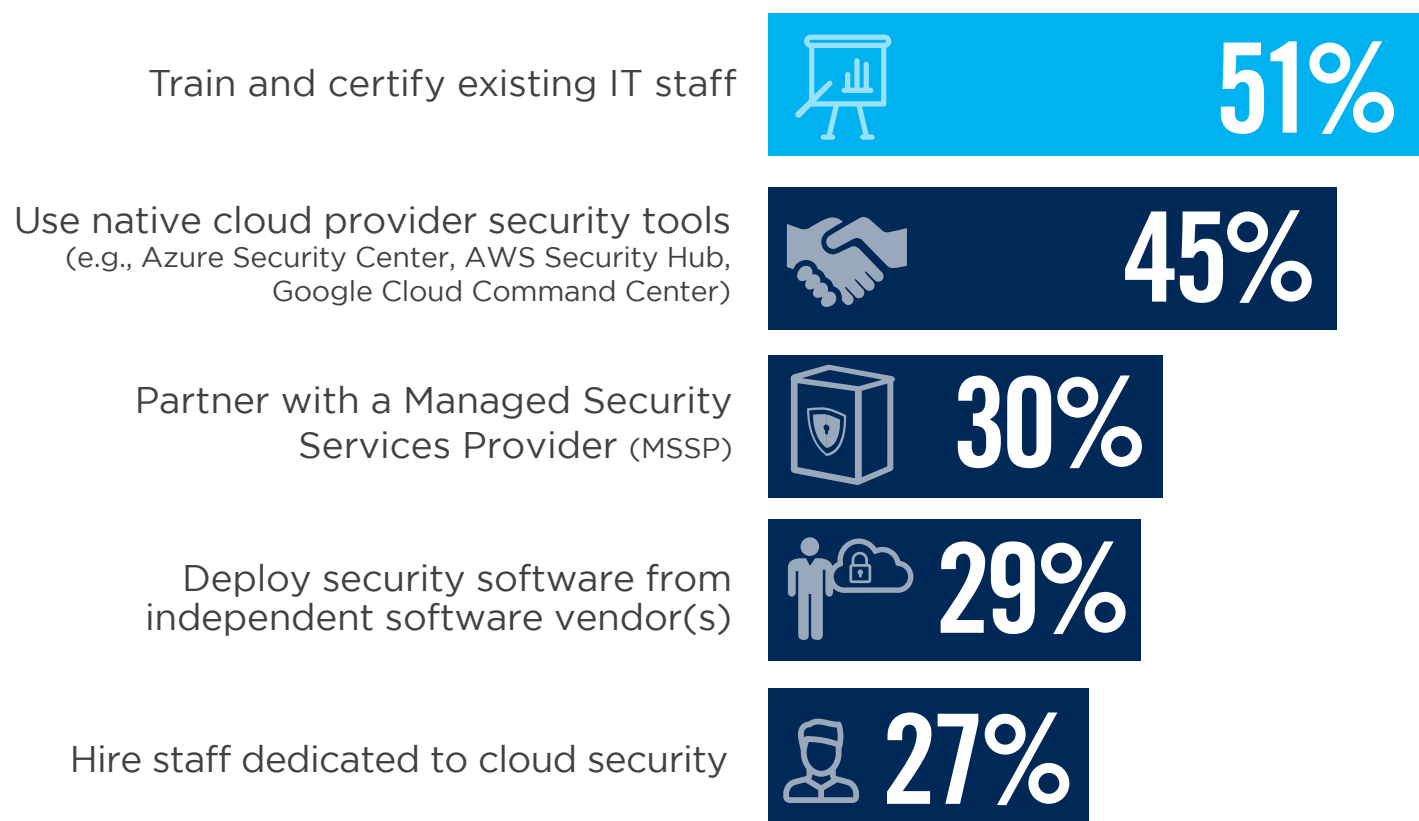 Train and certify existing IT staff
51%
Use native cloud provider security tools
(e.g., Azure Security Center, AWS Security Hub,
Google Cloud Command Center)
45%
Partner with a Managed Security
Services Provider (MSSP)
30%
Deploy security software from
independent software vendor(s)
29%
Hire staff dedicated to cloud security
27%